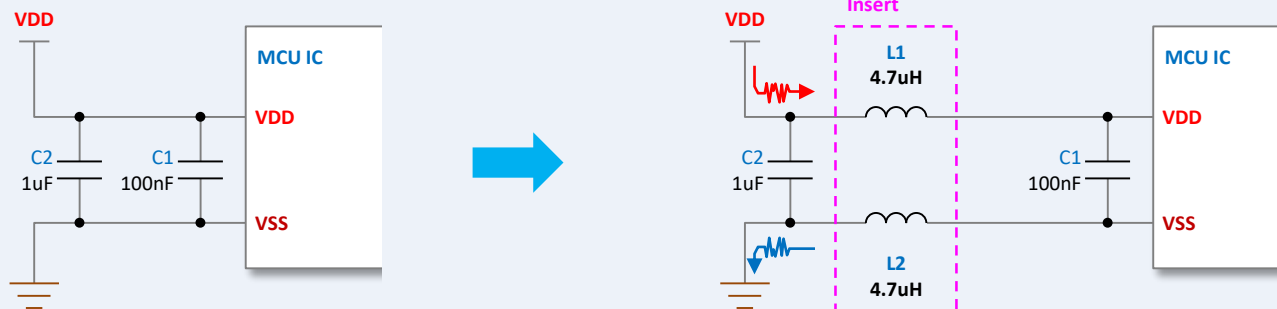 VDD
MCU IC
VDD
C2
1uF
C1
100nF
VSS
Insert
VDD
L1
4.7uH
MCU IC
VDD
C2
1uF
C1
100nF
VSS
L2
4.7uH